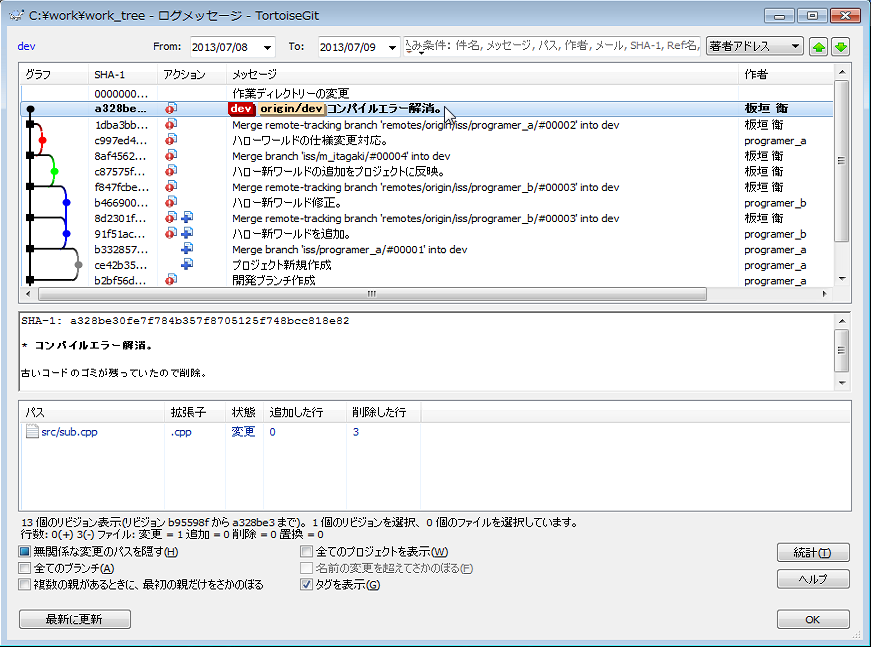 C:¥work¥work_tree - ログメッセージ - TortoiseGit
dev From: 2013/07/08 To: 2013/07/09 件名, メッセージ, パス, 作者, メール, SHA-1, Ref名, 著者アドレス
グラフ SHA-1 アクション メッセージ 作者
0000000... 作業ディレクトリーの変更
a328be... dev origin/dev コンパイルエラー解消。 板垣 衛
1dba3bb... Merge remote-tracking branch 'remotes/origin/iss/programer_a/#00002' into dev 板垣 衛
c997ed4... ハローワールドの仕様変更対応。 programer_a
8af4562... Merge branch 'iss/m_itagaki/#00004' into dev 板垣 衛
c87575f... ハロー新ワールドの追加をプロジェクトに反映。 板垣 衛
f847fcbe... Merge remote-tracking branch 'remotes/origin/iss/programer_b/#00003' into dev 板垣 衛
b466900... ハロー新ワールド修正。 programer_b
8d2301f... Merge remote-tracking branch 'remotes/origin/iss/programer_b/#00003' into dev 板垣 衛
91f51ac... ハロー新ワールドを追加。 programer_b
b332857... Merge branch 'iss/programer_a/#00001' into dev programer_a
ce42b35... プロジェクト新規作成 programer_a
b2bf56d... 開発ブランチ作成 programer_a
SHA-1: a328be30fe7f784b357f8705125f748bcc818e82
* コンパイルエラー解消。
古いコードのゴミが残っていたので削除。
パス 拡張子 状態 追加した行 削除した行
src/sub.cpp .cpp 変更 0 3
13 個のリビジョン表示(リビジョン b95598f から a328be3 まで)。 1 個のリビジョンを選択、 0 個のファイルを選択しています。
行数: 0(+) 3(-) ファイル: 変更 = 1 追加 = 0 削除 = 0 置換 = 0
無関係な変更のパスを隠す(H) 全てのプロジェクトを表示(W) 統計(T)
全てのブランチ(A) 名前の変更を超えてさかのぼる(F) ヘルプ
複数の親があるときに、最初の親だけをさかのぼる タグを表示(G)
最新に更新 OK